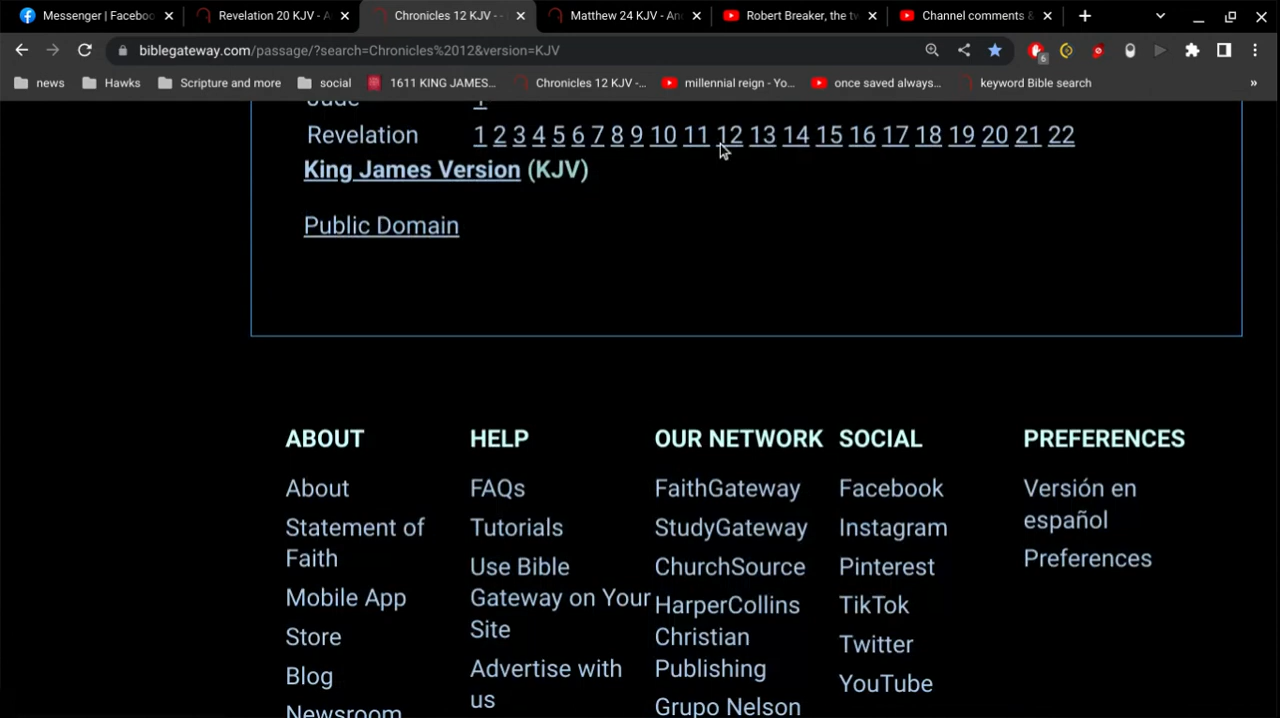 Messenger | Faceboo
Revelation 20 KJV - A
Chronicles 12 KJV -
Matthew 24 KJV - An
Robert Breaker, the tw
Channel comments &
biblegateway.com/passage/?search=Chronicles%2012&version=KJV
6
news
Hawks
Scripture and more
social
1611 KING JAMES...
Chronicles 12 KJV -...
millennial reign - Yo...
once saved always...
keyword Bible search
»
Jude 1
Revelation 1 2 3 4 5 6 7 8 9 10 11 12 13 14 15 16 17 18 19 20 21 22
King James Version (KJV)
Public Domain
ABOUT
About
Statement of
Faith
Mobile App
Store
Blog
Newsroom
HELP
FAQs
Tutorials
Use Bible
Gateway on Your
Site
Advertise with
us
OUR NETWORK
FaithGateway
StudyGateway
ChurchSource
HarperCollins
Christian
Publishing
Grupo Nelson
SOCIAL
Facebook
Instagram
Pinterest
TikTok
Twitter
YouTube
PREFERENCES
Versión en
español
Preferences